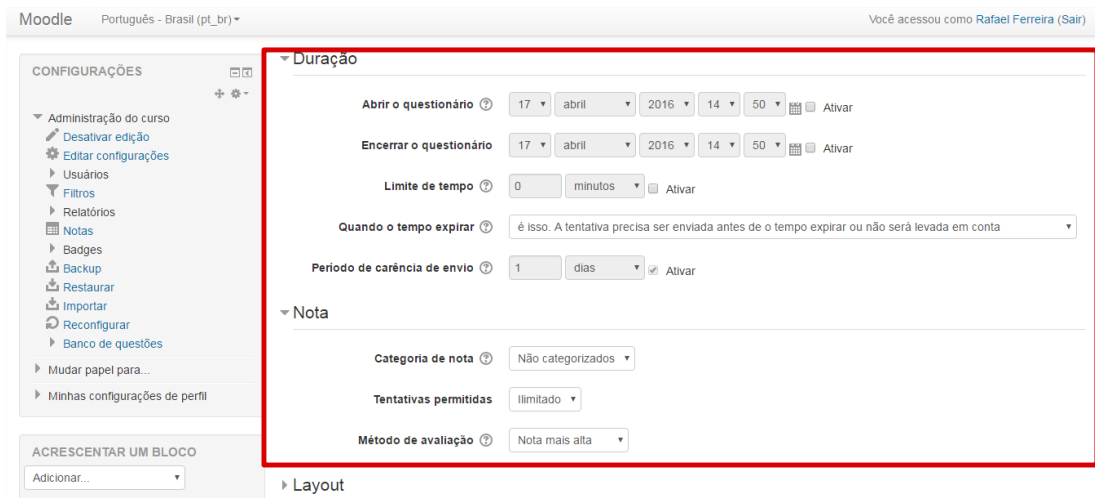 Moodle Português - Brasil (pt_br) Você acessou como Rafael Ferreira (Sair)
CONFIGURAÇÕES
Administração do curso
Desativar edição
Editar configurações
Usuários
Filtros
Relatórios
Notas
Badges
Backup
Restaurar
Importar
Reconfigurar
Banco de questões
Mudar papel para...
Minhas configurações de perfil
ACRESCENTAR UM BLOCO
Adicionar...
Duração
Abrir o questionário 17 abril 2016 14 50 Ativar
Encerrar o questionário 17 abril 2016 14 50 Ativar
Limite de tempo 0 minutos Ativar
Quando o tempo expirar é isso. A tentativa precisa ser enviada antes de o tempo expirar ou não será levada em conta
Período de carência de envio 1 dias Ativar
Nota
Categoria de nota Não categorizados
Tentativas permitidas Ilimitado
Método de avaliação Nota mais alta
Layout